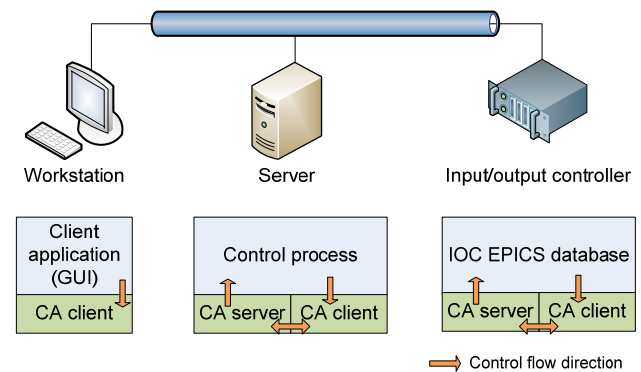 Workstation
Server
Input/output controller
Client
application
(GUI)
CA client
Control process
CA server
CA client
IOC EPICS database
CA server
CA client
Control flow direction